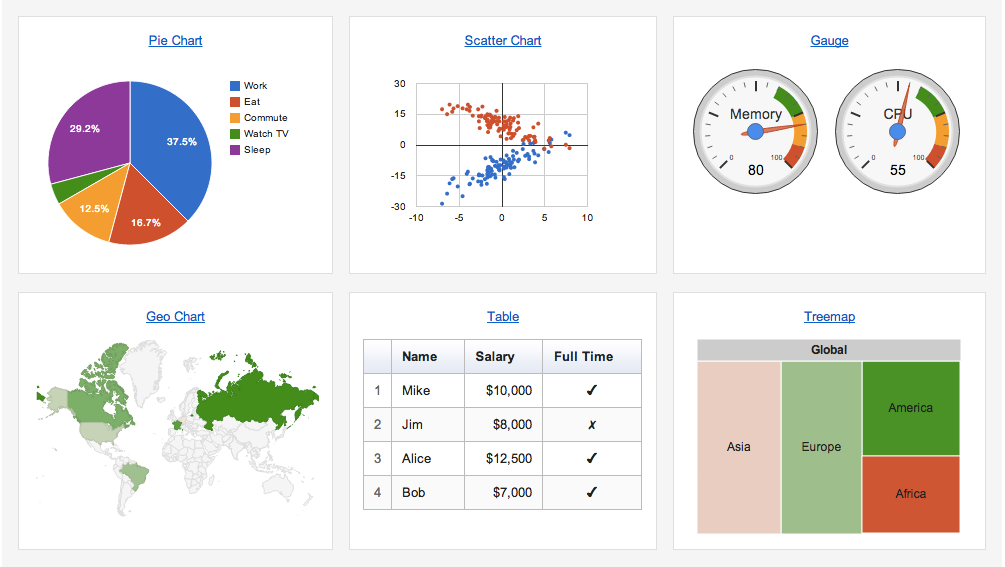 Pie Chart
Work
Eat
Commute
Watch TV
Sleep
29.2%
37.5%
12.5%
16.7%
Scatter Chart
30
15
0
-15
-30
-10 -5 0 5 10
Gauge
Memory
0 100
80
CPU
0 100
55
Geo Chart
Table
Name Salary Full Time
1 Mike $10,000 ✔
2 Jim $8,000 ✗
3 Alice $12,500 ✔
4 Bob $7,000 ✔
Treemap
Global
Asia
Europe
America
Africa